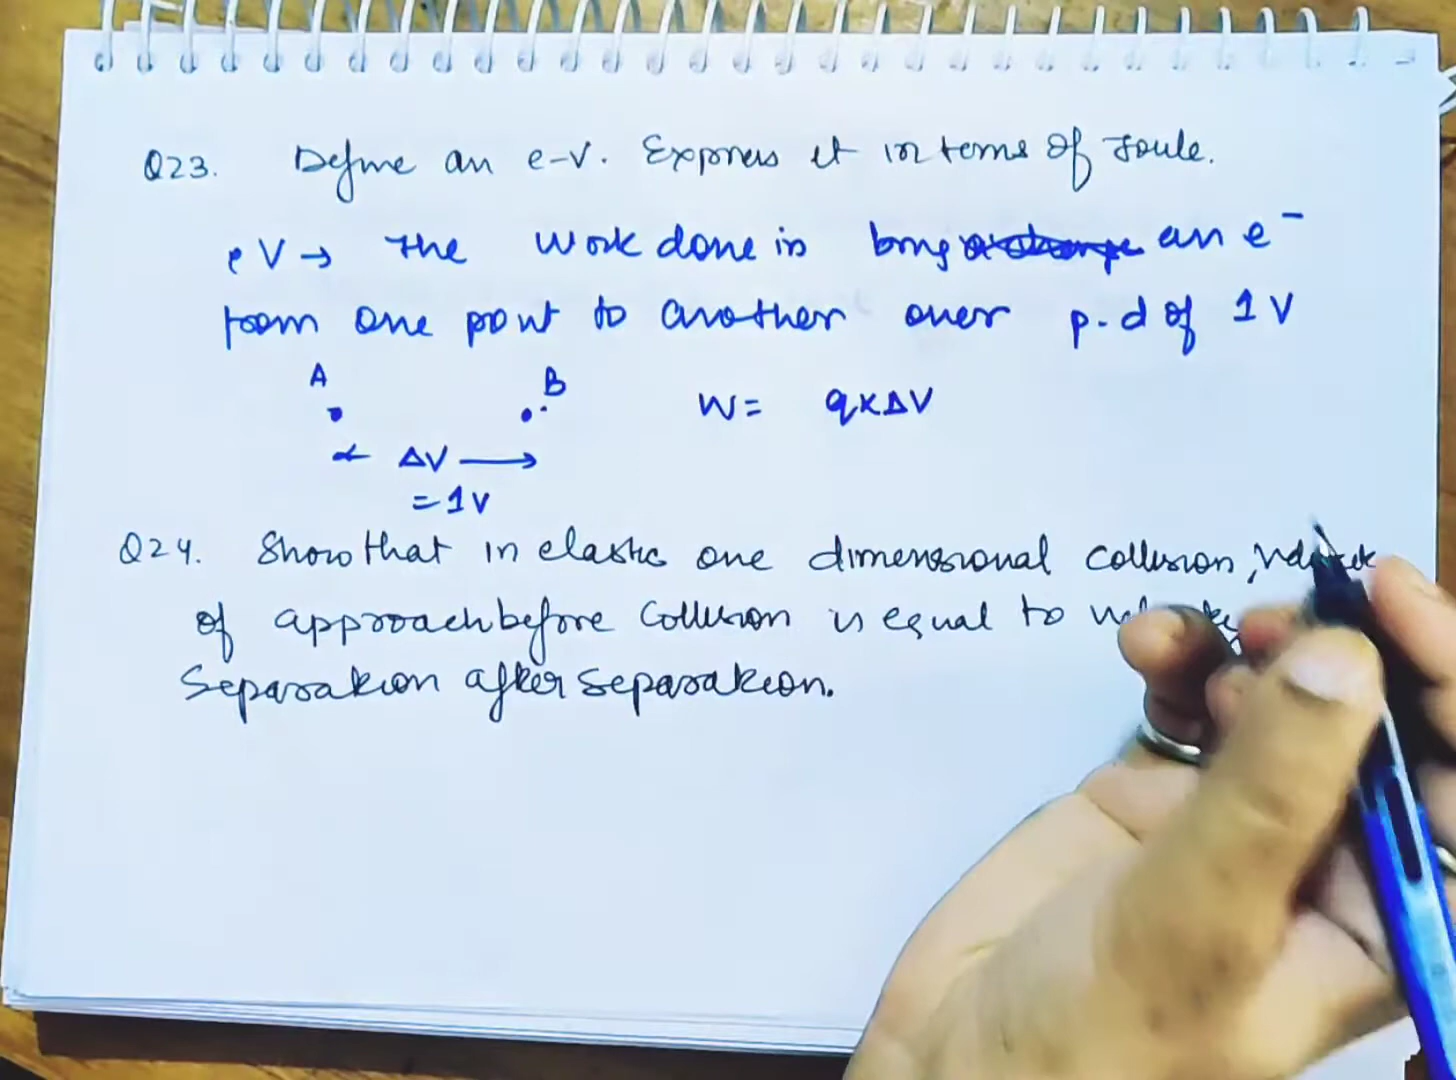 Q23. Define an e-V. Express it in terms of Joule.
eV → the work done in bring an e⁻
from one point to another over p.d of 1 V
A B W = q×ΔV
← ΔV →
= 1 V
Q24. Show that in elastic one dimensional collision,
of approach before collision is equal to
separation after separation.